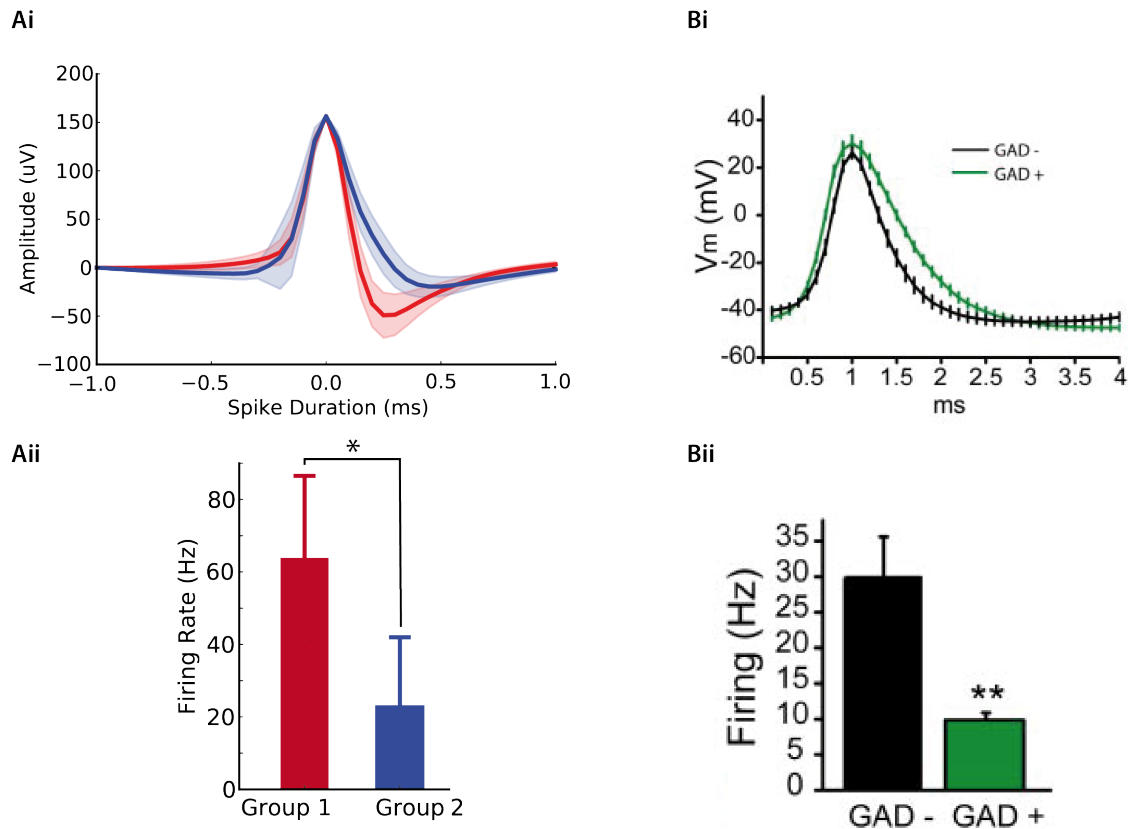 Ai
200
150
100
50
0
−50
−100
Amplitude (uV)
−1.0 −0.5 0.0 0.5 1.0
Spike Duration (ms)
Bi
40
20
0
-20
-40
-60
Vm (mV)
GAD -
GAD +
0.5 1 1.5 2 2.5 3 3.5 4
ms
Aii
*
80
60
40
20
0
Firing Rate (Hz)
Group 1 Group 2
Bii
35
30
25
20
15
10
5
0
Firing (Hz)
**
GAD - GAD +